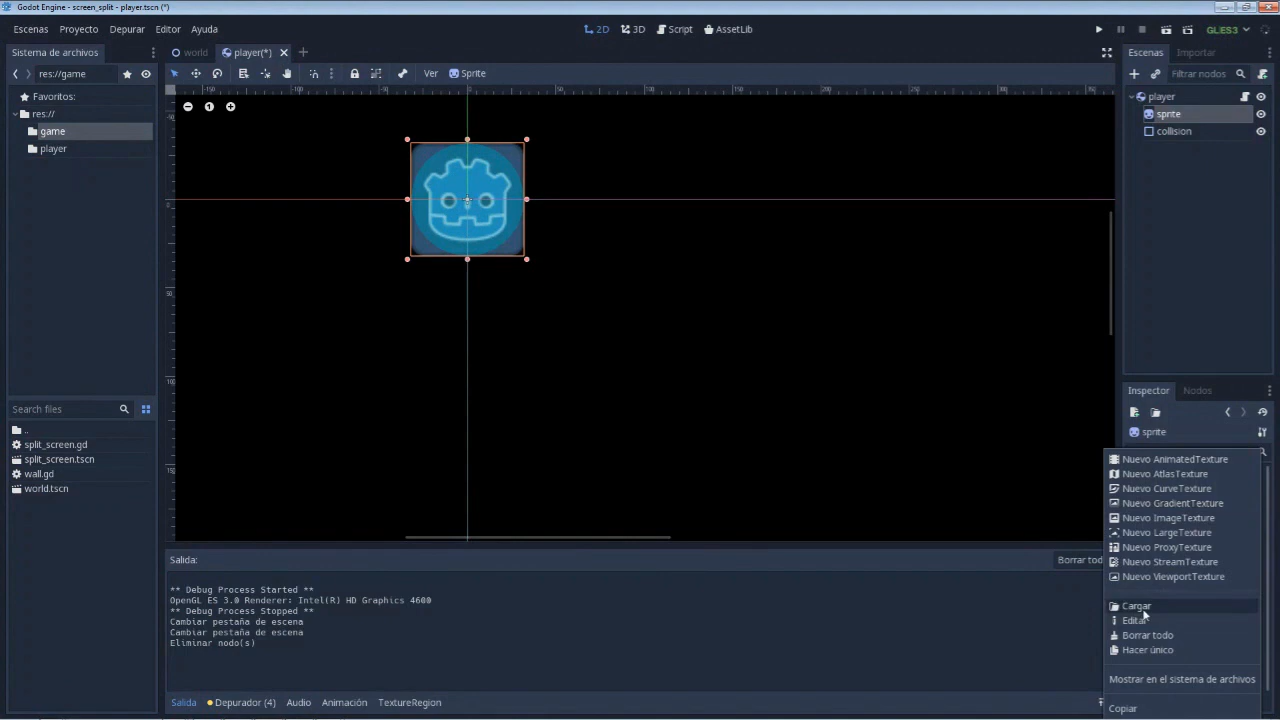 Godot Engine - screen_split - player.tscn (*)
Escenas Proyecto Depurar Editor Ayuda
2D 3D Script AssetLib
GLES3
Sistema de archivos
world player(*)
Escenas Importar
res://game
Ver Sprite
Filtrar nodos
Favoritos:
res://
game
player
player
sprite
collision
Search files
..
split_screen.gd
split_screen.tscn
wall.gd
world.tscn
Inspector Nodos
sprite
Nuevo AnimatedTexture
Nuevo AtlasTexture
Nuevo CurveTexture
Nuevo GradientTexture
Nuevo ImageTexture
Nuevo LargeTexture
Nuevo ProxyTexture
Nuevo StreamTexture
Nuevo ViewportTexture
Cargar
Editar
Borrar todo
Hacer único
Mostrar en el sistema de archivos
Copiar
Salida: Borrar tod
** Debug Process Started **
OpenGL ES 3.0 Renderer: Intel(R) HD Graphics 4600
** Debug Process Stopped **
Cambiar pestaña de escena
Cambiar pestaña de escena
Eliminar nodo(s)
Salida Depurador (4) Audio Animación TextureRegion